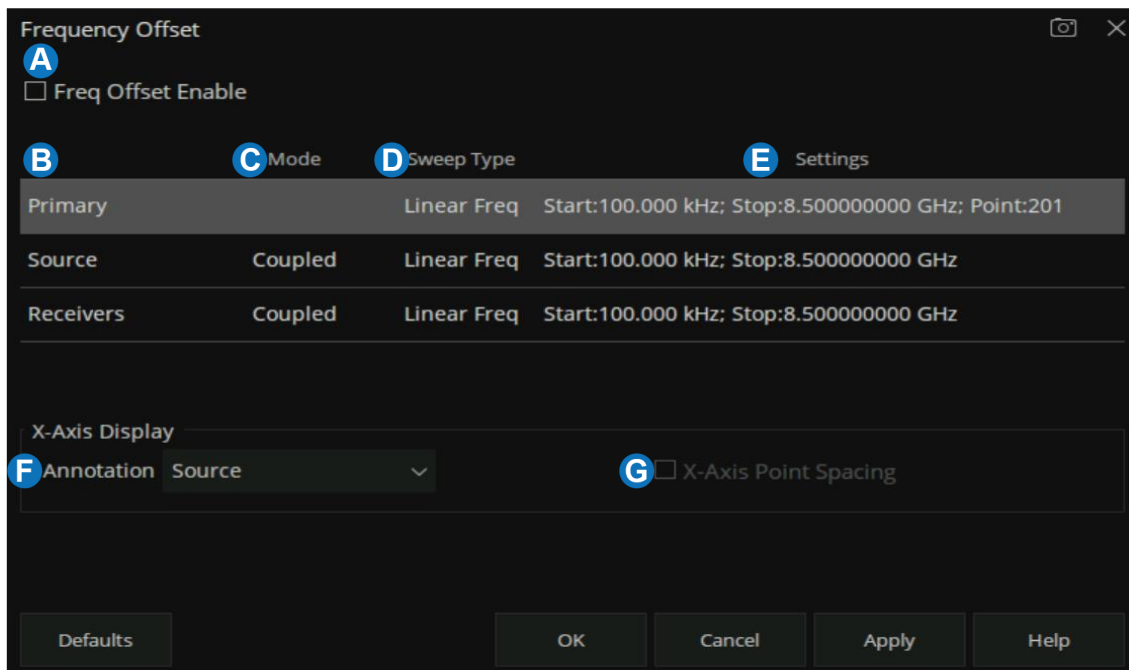 Frequency Offset
A
Freq Offset Enable
B C Mode D Sweep Type E Settings
Primary Linear Freq Start:100.000 kHz; Stop:8.500000000 GHz; Point:201
Source Coupled Linear Freq Start:100.000 kHz; Stop:8.500000000 GHz
Receivers Coupled Linear Freq Start:100.000 kHz; Stop:8.500000000 GHz
X-Axis Display
F Annotation Source G X-Axis Point Spacing
Defaults OK Cancel Apply Help